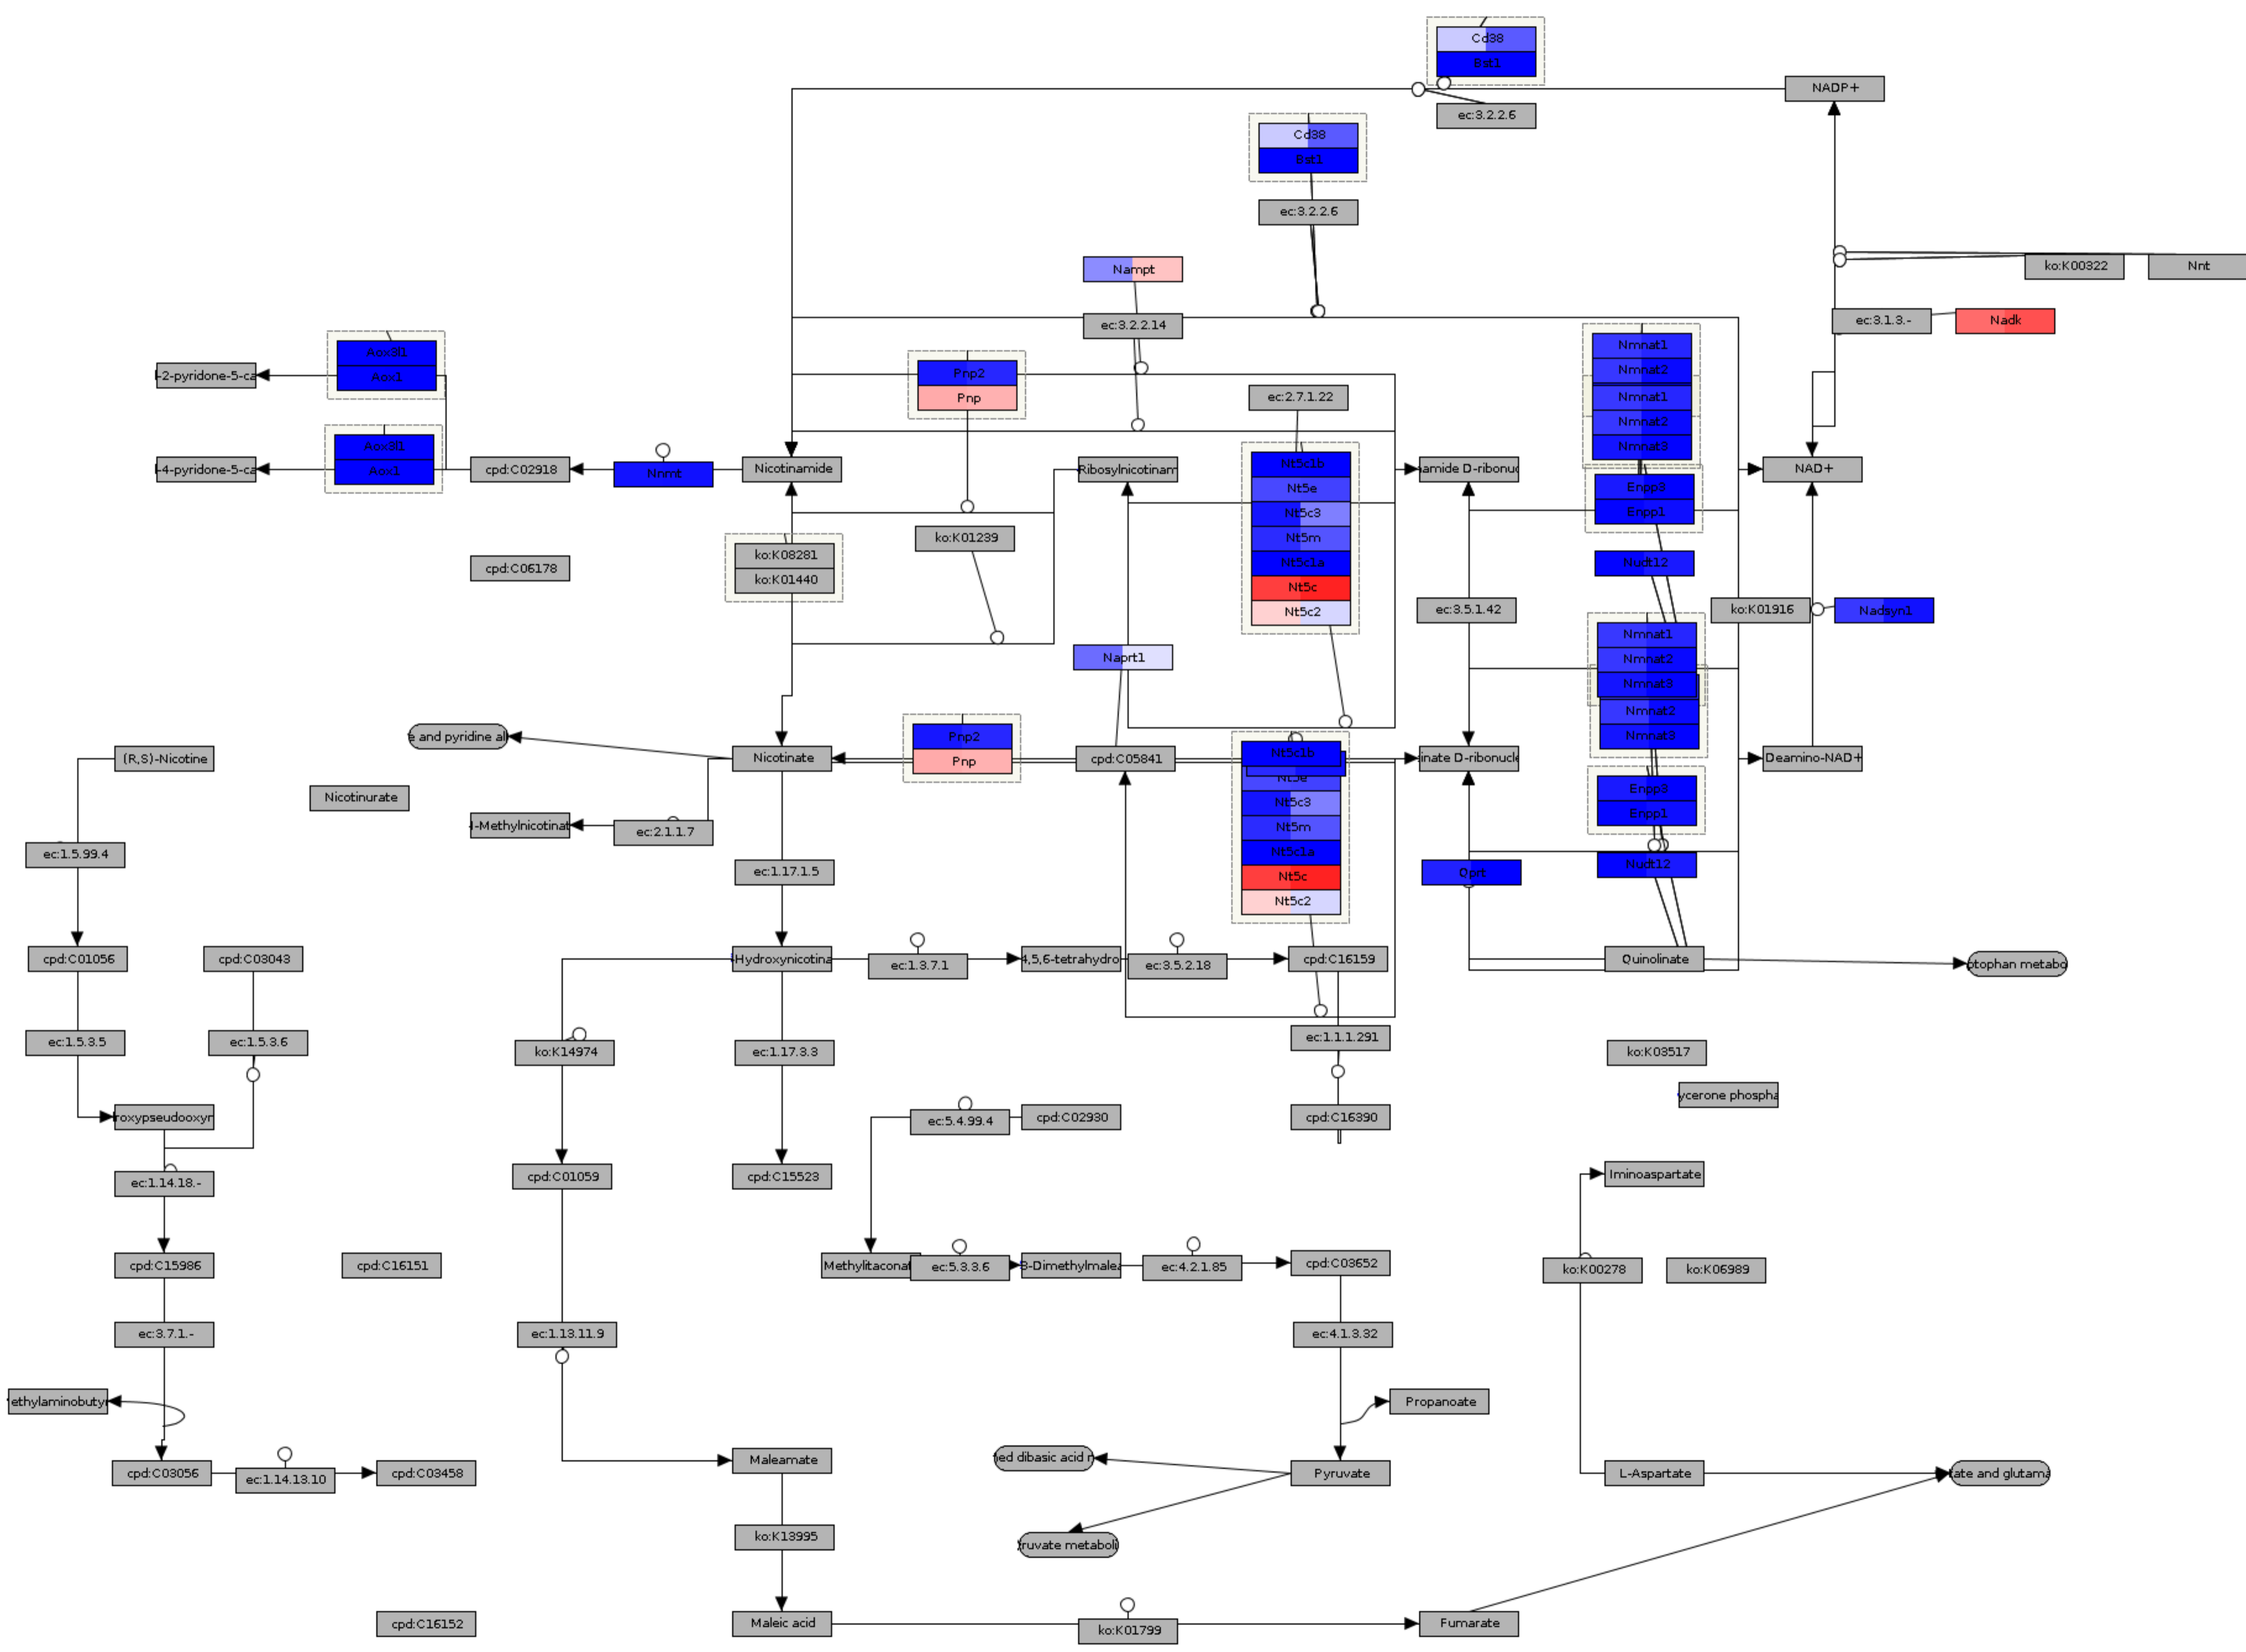 Cd38
Bst1
NADP+
ec:3.2.2.6
Cd38
Bst1
ec:3.2.2.6
Nampt
ko:K00322
Nnt
ec:3.2.2.14
ec:3.1.3.-
Nadk
Aox3l1
Aox1
l-2-pyridone-5-ca
Pnp2
Pnp
ec:2.7.1.22
Nmnat1
Nmnat2
Nmnat1
Nmnat2
Nmnat3
Aox3l1
Aox1
l-4-pyridone-5-ca
cpd:C02918
Nnmt
Nicotinamide
Ribosylnicotinam
Nt5c1b
Nt5e
Nt5c3
Nt5m
Nt5c1a
Nt5c
Nt5c2
amide D-ribonuc
NAD+
Enpp3
Enpp1
ko:K01239
ko:K08281
ko:K01440
cpd:C06178
Nudt12
ec:3.5.1.42
ko:K01916
Nadsyn1
Naprt1
Nmnat1
Nmnat2
Nmnat3
Nmnat2
Nmnat3
e and pyridine al
(R,S)-Nicotine
Nicotinate
Pnp2
Pnp
cpd:C05841
Nt5c1b
Nt5e
Nt5c3
Nt5m
Nt5c1a
Nt5c
Nt5c2
inate D-ribonucle
Deamino-NAD+
Nicotinurate
Enpp3
Enpp1
l-Methylnicotinat
ec:2.1.1.7
ec:1.5.99.4
ec:1.17.1.5
Qprt
Nudt12
cpd:C01056
cpd:C03043
-Hydroxynicotina
ec:1.3.7.1
4,5,6-tetrahydro
ec:3.5.2.18
cpd:C16159
Quinolinate
ptophan metabo
ec:1.5.3.5
ec:1.5.3.6
ko:K14974
ec:1.17.3.3
ec:1.1.1.291
ko:K03517
ycerone phospha
roxypseudooxyn
ec:5.4.99.4
cpd:C02930
cpd:C16390
ec:1.14.18.-
cpd:C01059
cpd:C15523
Iminoaspartate
cpd:C15986
cpd:C16151
Methylitaconat
ec:5.3.3.6
3-Dimethylmalea
ec:4.2.1.85
cpd:C03652
ko:K00278
ko:K06989
ec:3.7.1.-
ec:1.13.11.9
ec:4.1.3.32
ethylaminobutyr
Propanoate
cpd:C03056
ec:1.14.13.10
cpd:C03458
Maleamate
ned dibasic acid r
Pyruvate
L-Aspartate
ate and glutama
ko:K13995
ruvate metaboli
cpd:C16152
Maleic acid
ko:K01799
Fumarate